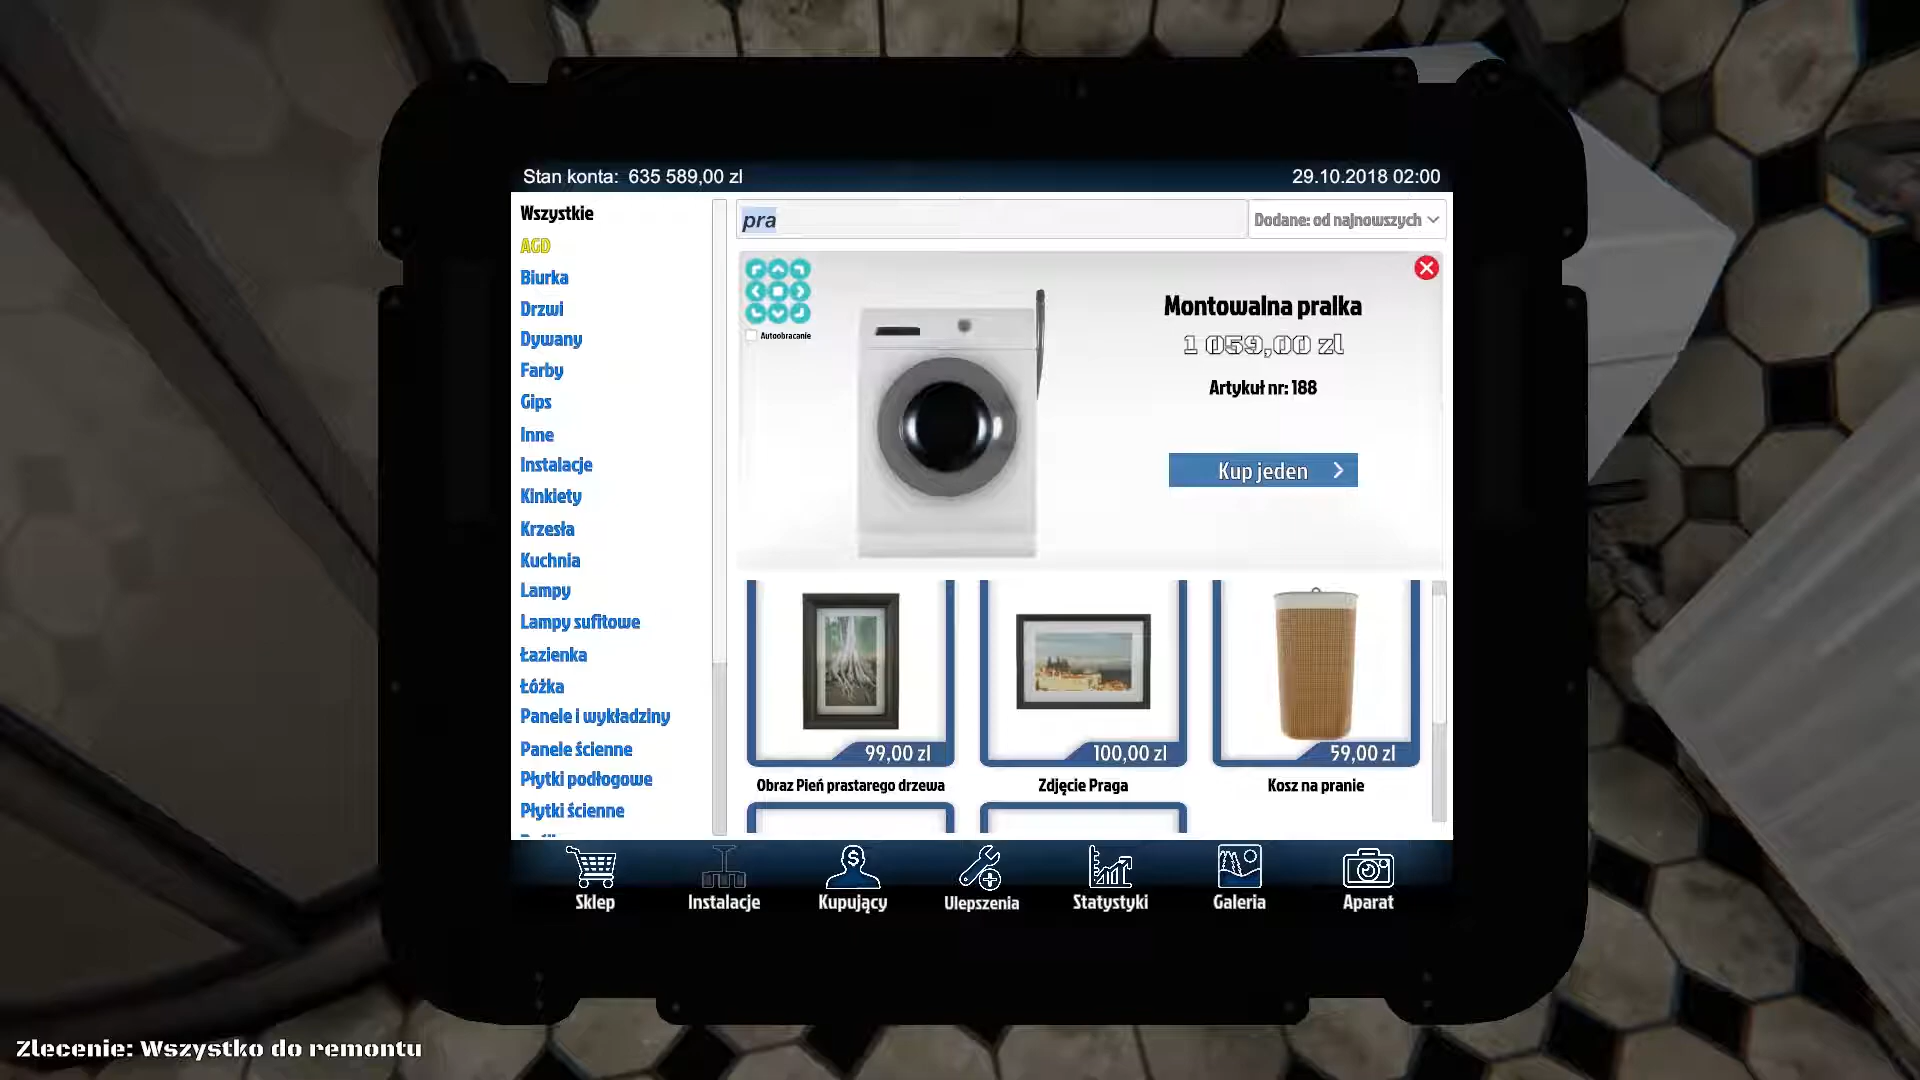 Stan konta: 635 589,00 zl
29.10.2018 02:00
Wszystkie
AGD
Biurka
Drzwi
Dywany
Farby
Gips
Inne
Instalacje
Kinkiety
Krzesła
Kuchnia
Lampy
Lampy sufitowe
Łazienka
Łóżka
Panele i wykładziny
Panele ścienne
Płytki podłogowe
Płytki ścienne
pra
Dodane: od najnowszych
Autoobracanie
Montowalna pralka
1 059,00 zl
Artykuł nr: 188
Kup jeden
99,00 zl
100,00 zl
59,00 zl
Obraz Pień prastarego drzewa
Zdjęcie Praga
Kosz na pranie
Sklep
Instalacje
Kupujący
Ulepszenia
Statystyki
Galeria
Aparat
Zlecenie: Wszystko do remontu